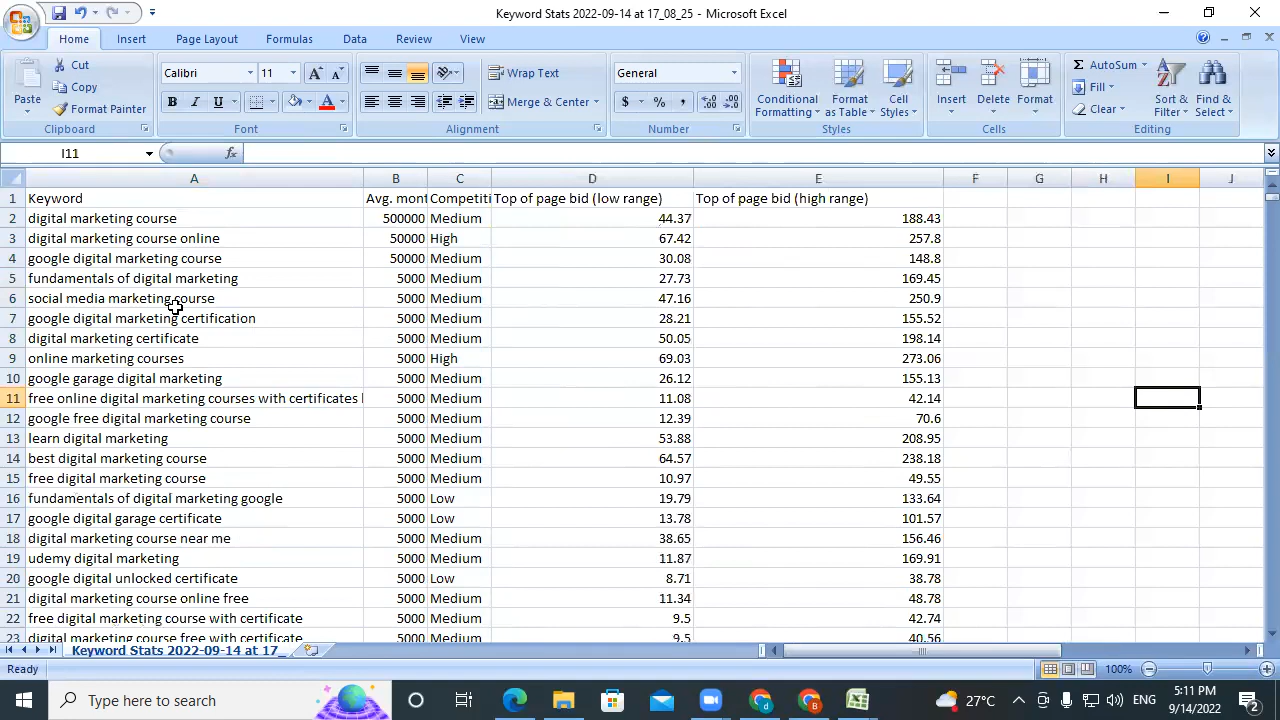 Keyword Stats 2022-09-14 at 17_08_25 - Microsoft Excel
Home Insert Page Layout Formulas Data Review View
Cut
Copy
Format Painter
Paste
Clipboard
Calibri 11
B I U
Font
Wrap Text
Merge & Center
Alignment
General
$ % ,
Number
Conditional Formatting
Format as Table
Cell Styles
Styles
Insert Delete Format
Cells
AutoSum
Fill
Clear
Sort & Filter
Find & Select
Editing
I11 fx
A B C D E F G H I J
1 Keyword Avg. mont Competiti Top of page bid (low range) Top of page bid (high range)
2 digital marketing course 500000 Medium 44.37 188.43
3 digital marketing course online 50000 High 67.42 257.8
4 google digital marketing course 50000 Medium 30.08 148.8
5 fundamentals of digital marketing 5000 Medium 27.73 169.45
6 social media marketing course 5000 Medium 47.16 250.9
7 google digital marketing certification 5000 Medium 28.21 155.52
8 digital marketing certificate 5000 Medium 50.05 198.14
9 online marketing courses 5000 High 69.03 273.06
10 google garage digital marketing 5000 Medium 26.12 155.13
11 free online digital marketing courses with certificates 5000 Medium 11.08 42.14
12 google free digital marketing course 5000 Medium 12.39 70.6
13 learn digital marketing 5000 Medium 53.88 208.95
14 best digital marketing course 5000 Medium 64.57 238.18
15 free digital marketing course 5000 Medium 10.97 49.55
16 fundamentals of digital marketing google 5000 Low 19.79 133.64
17 google digital garage certificate 5000 Low 13.78 101.57
18 digital marketing course near me 5000 Medium 38.65 156.46
19 udemy digital marketing 5000 Medium 11.87 169.91
20 google digital unlocked certificate 5000 Low 8.71 38.78
21 digital marketing course online free 5000 Medium 11.34 48.78
22 free digital marketing course with certificate 5000 Medium 9.5 42.74
23 digital marketing course free with certificate 5000 Medium 9.5 40.56
Keyword Stats 2022-09-14 at 17_
Ready 100%
Type here to search 27°C ENG 5:11 PM
9/14/2022 2